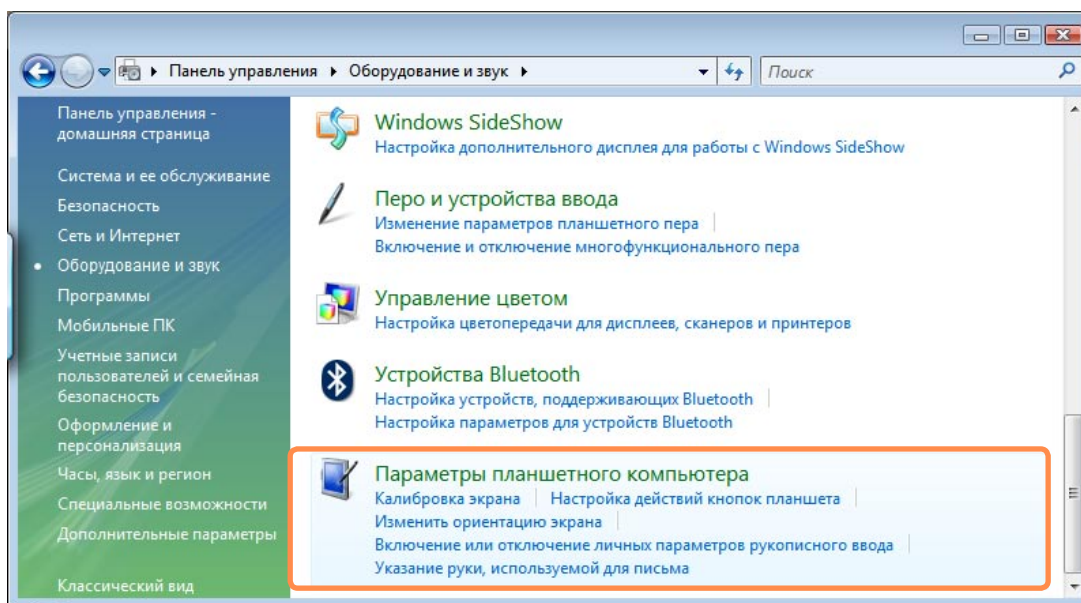 Панель управления ▸ Оборудование и звук ▸
Поиск
Панель управления -
домашняя страница
Система и ее обслуживание
Безопасность
Сеть и Интернет
Оборудование и звук
Программы
Мобильные ПК
Учетные записи
пользователей и семейная
безопасность
Оформление и
персонализация
Часы, язык и регион
Специальные возможности
Дополнительные параметры
Классический вид
Windows SideShow
Настройка дополнительного дисплея для работы с Windows SideShow
Перо и устройства ввода
Изменение параметров планшетного пера
Включение и отключение многофункционального пера
Управление цветом
Настройка цветопередачи для дисплеев, сканеров и принтеров
Устройства Bluetooth
Настройка устройств, поддерживающих Bluetooth
Настройка параметров для устройств Bluetooth
Параметры планшетного компьютера
Калибровка экрана | Настройка действий кнопок планшета
Изменить ориентацию экрана
Включение или отключение личных параметров рукописного ввода
Указание руки, используемой для письма